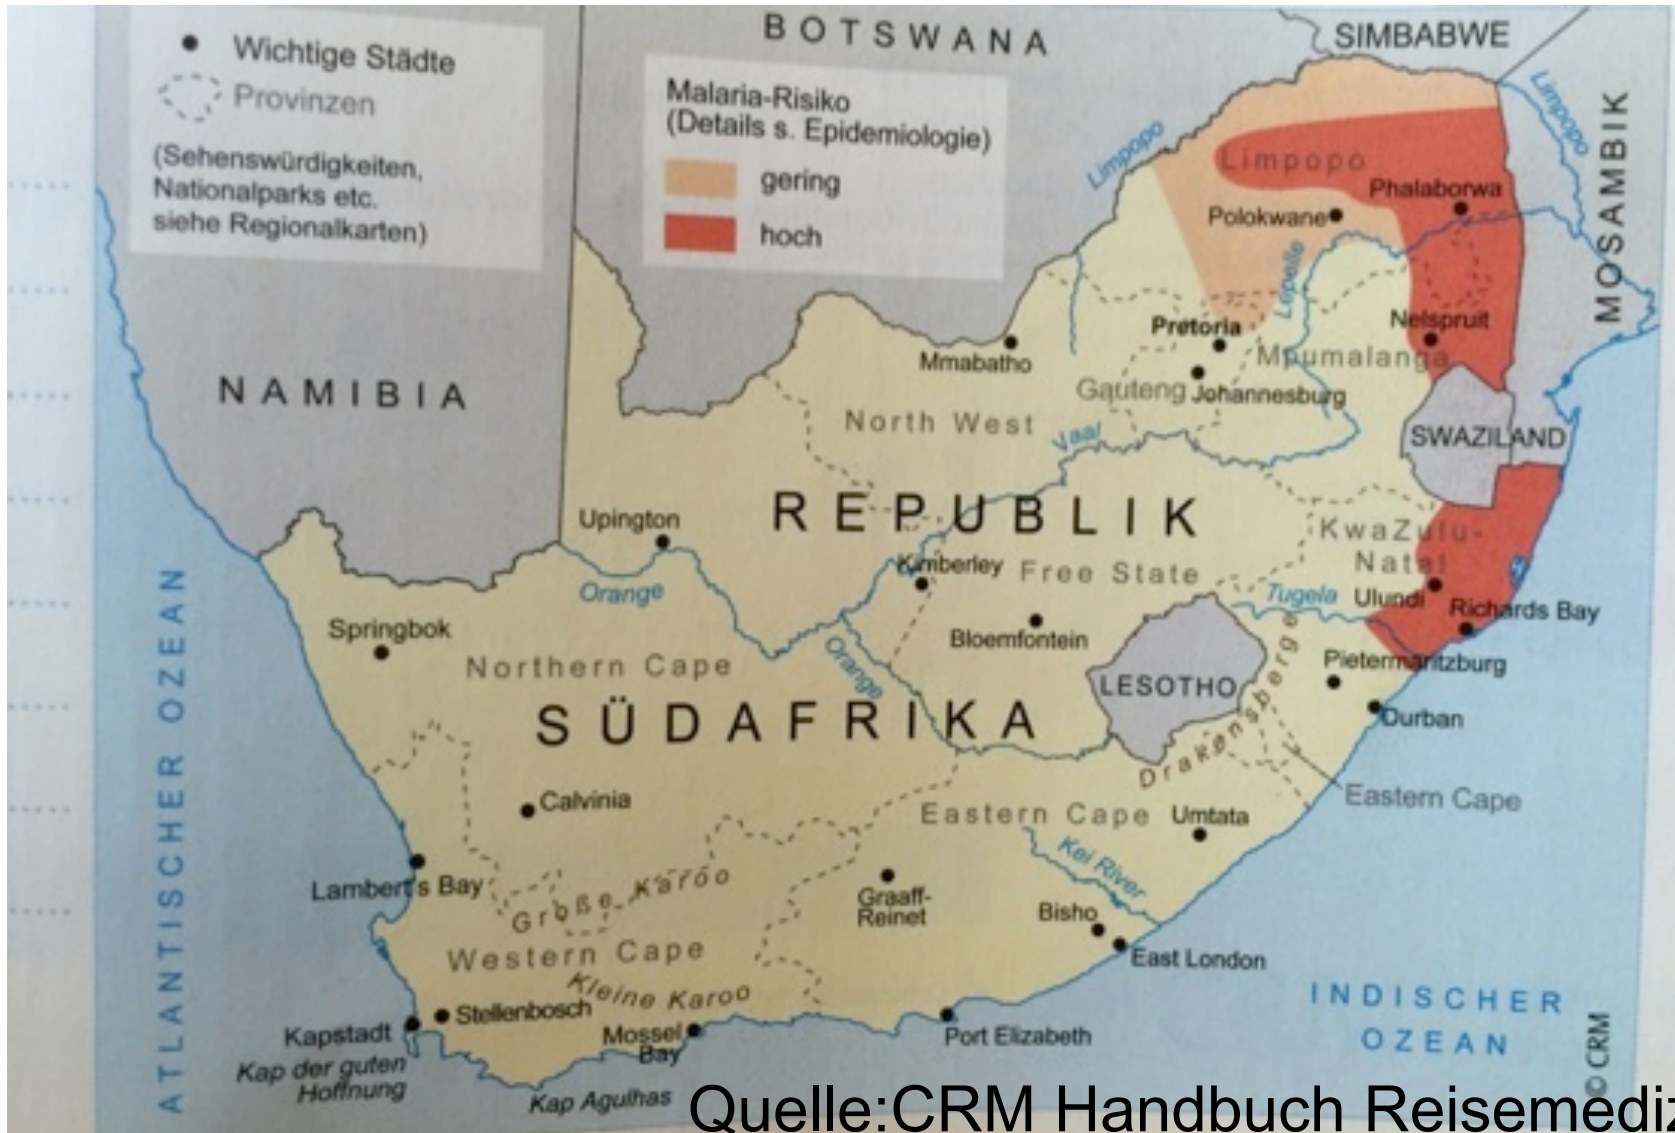 Wichtige Städte
Provinzen
(Sehenswürdigkeiten,
Nationalparks etc.
siehe Regionalkarten)
BOTSWANA
Malaria-Risiko
(Details s. Epidemiologie)
gering
hoch
SIMBABWE
Limpopo
Limpopo
MOSAMBIK
Limpopo
Phalaborwa
Polokwane
Lepelle
Nelspruit
Pretoria
Mmabatho
Mpumalanga
Gauteng
Johannesburg
NAMIBIA
North West
Vaal
SWAZILAND
REPUBLIK
Upington
KwaZulu-
Natal
Kimberley
Free State
Orange
Tugela
Ulundi
Richards Bay
Springbok
Bloemfontein
Northern Cape
Orange
LESOTHO
Pietermaritzburg
SÜDAFRIKA
Durban
Drakensberge
ATLANTISCHER OZEAN
Calvinia
Eastern Cape
Umtata
Eastern Cape
Kei River
Lambert's Bay
Große Karoo
Graaff-
Reinet
Bisho
East London
Western Cape
Kleine Karoo
Stellenbosch
Kapstadt
Mossel
Bay
Port Elizabeth
Kap der guten
Hoffnung
Kap Agulhas
INDISCHER
OZEAN
© CRM
Quelle:CRM Handbuch Reisemediz